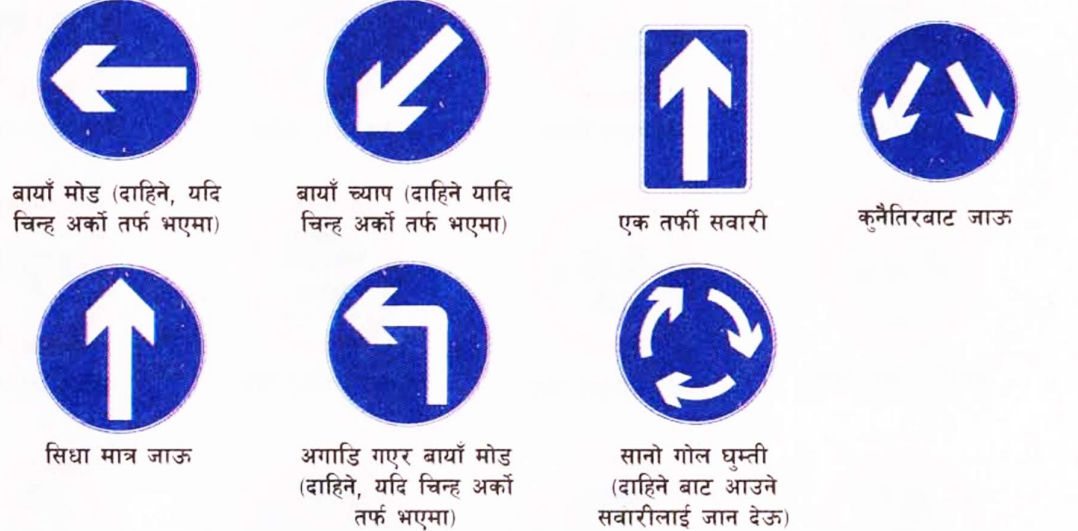 बायाँ मोड (दाहिने, यदि
चिन्ह अर्को तर्फ भएमा)
बायाँ च्याप (दाहिने यादि
चिन्ह अर्को तर्फ भएमा)
एक तर्फी सवारी
कुनैतिरबाट जाऊ
सिधा मात्र जाऊ
अगाडि गएर बायाँ मोड
(दाहिने, यदि चिन्ह अर्को
तर्फ भएमा)
सानो गोल घुम्ती
(दाहिने बाट आउने
सवारीलाई जान देऊ)